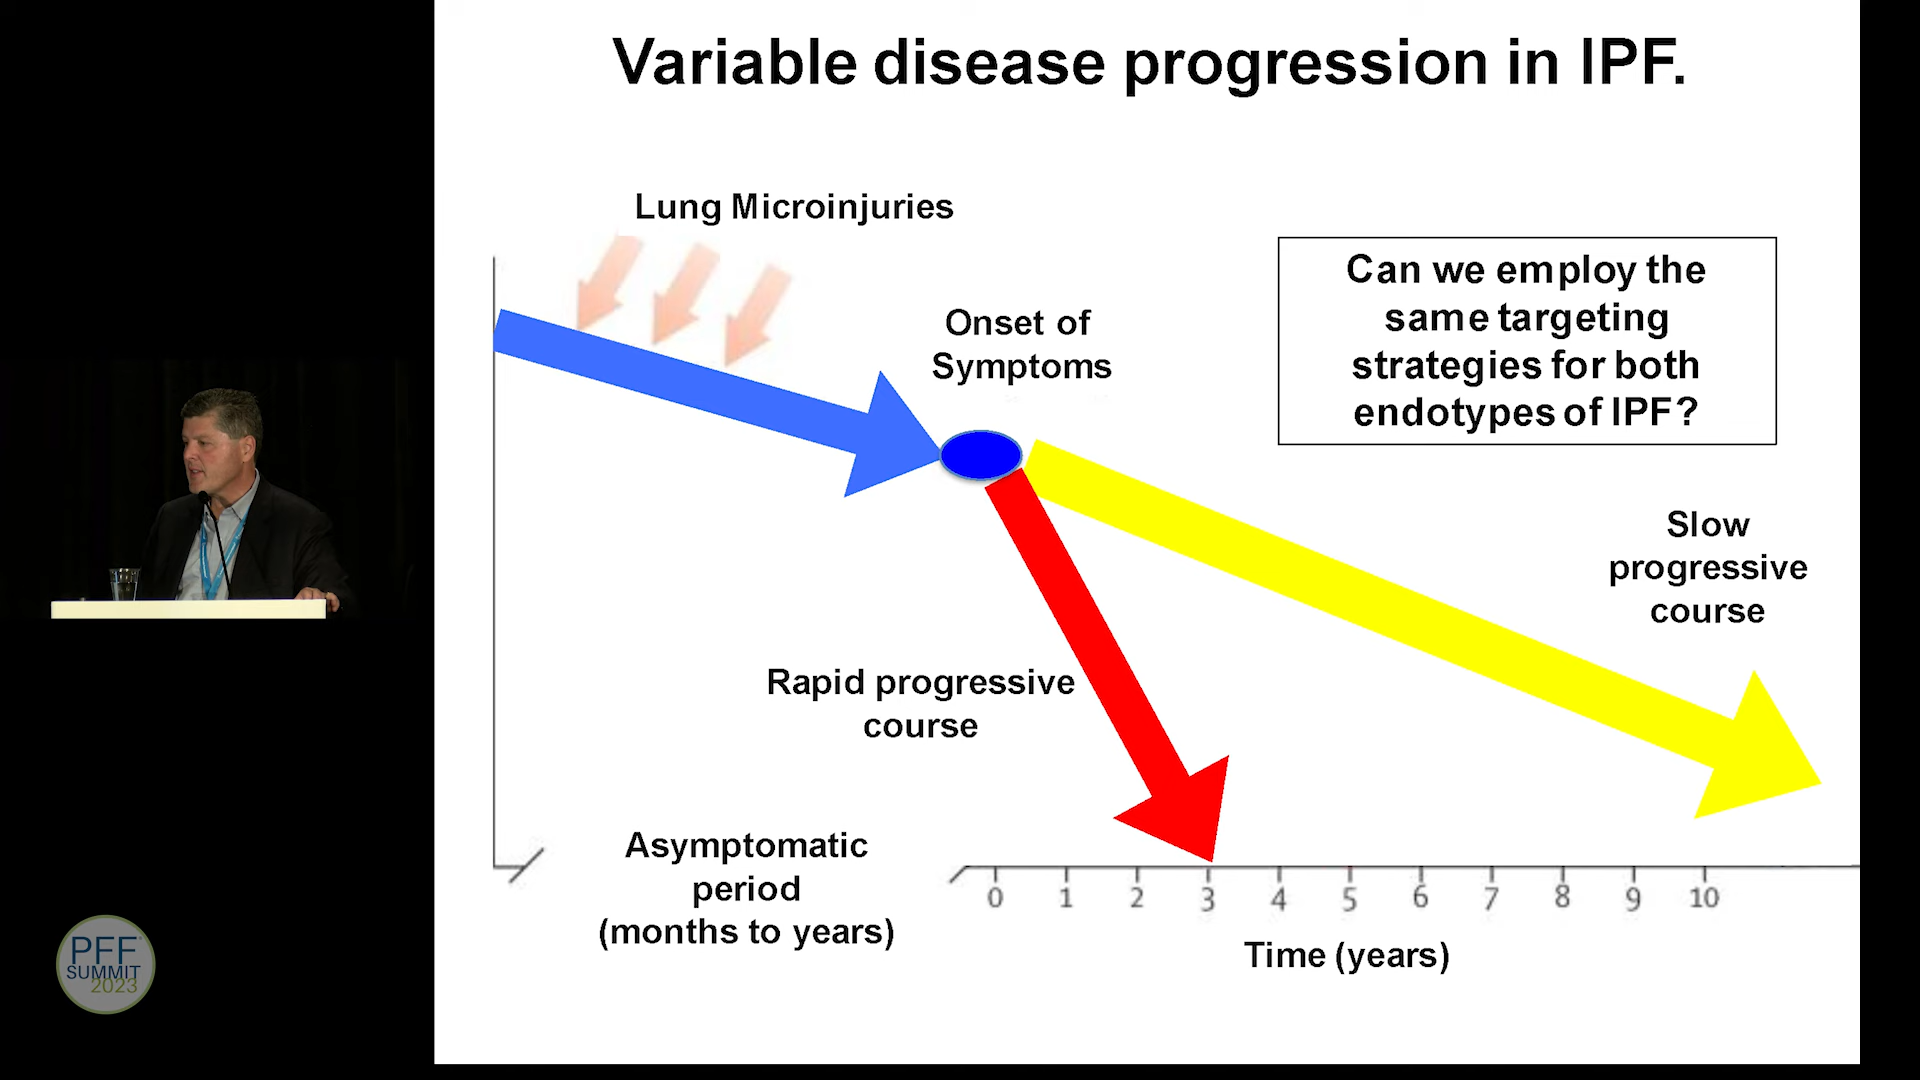 Variable disease progression in IPF.
Lung Microinjuries
Onset of
Symptoms
Can we employ the
same targeting
strategies for both
endotypes of IPF?
Slow
progressive
course
Rapid progressive
course
Asymptomatic
period
(months to years)
0 1 2 3 4 5 6 7 8 9 10
Time (years)
PFF
SUMMIT
2023